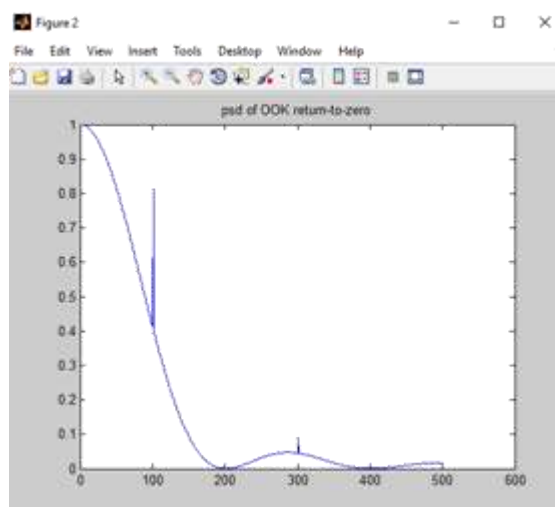 Figure 2
File Edit View Insert Tools Desktop Window Help
psd of OOK return-to-zero
1
0.9
0.8
0.7
0.6
0.5
0.4
0.3
0.2
0.1
0
0 100 200 300 400 500 600